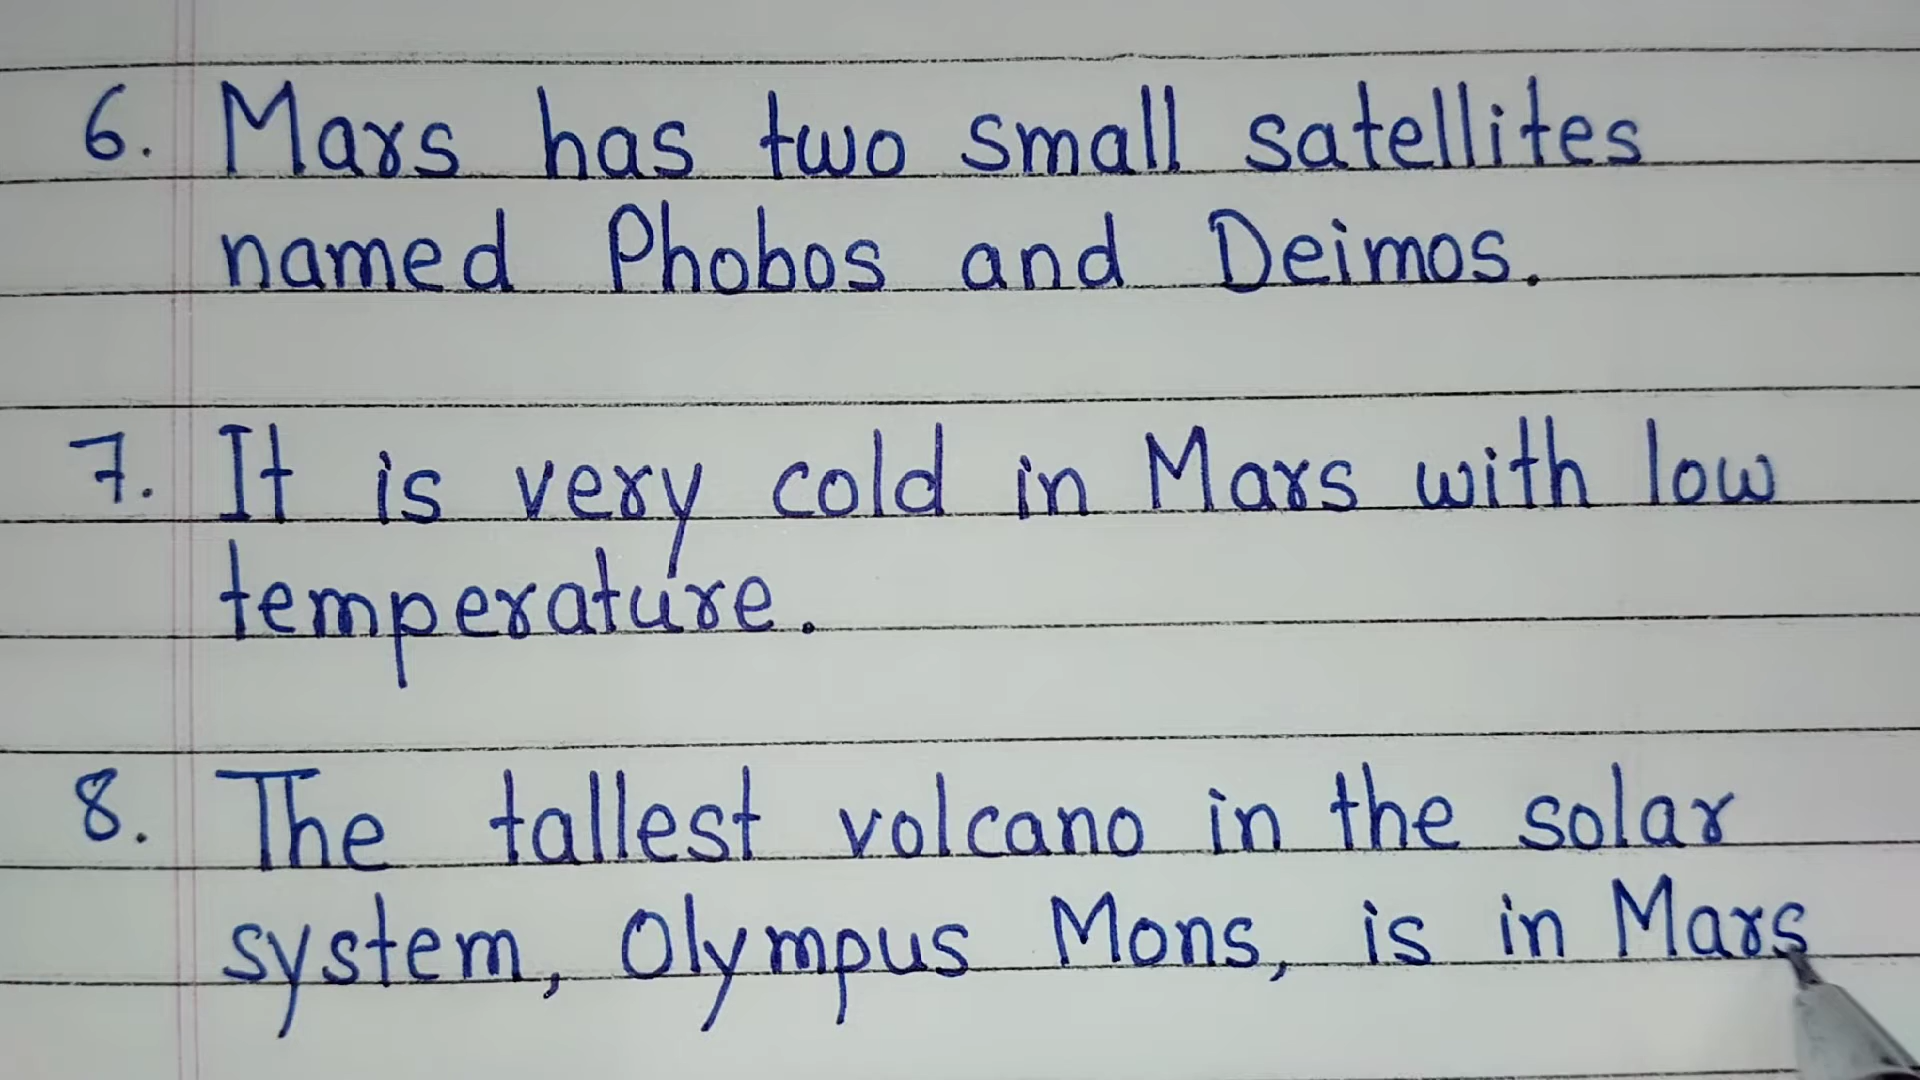 6. Mars has two small satellites
named Phobos and Deimos.
7. It is very cold in Mars with low
temperature.
8. The tallest volcano in the solar
system, Olympus Mons, is in Mars